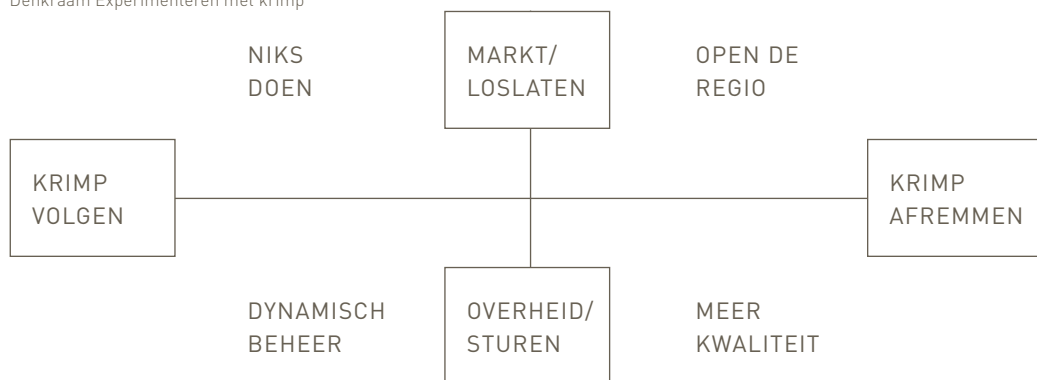 Denkraam Experimenteren met krimp
NIKS
DOEN
MARKT/
LOSLATEN
OPEN DE
REGIO
KRIMP
VOLGEN
KRIMP
AFREMMEN
DYNAMISCH
BEHEER
OVERHEID/
STUREN
MEER
KWALITEIT